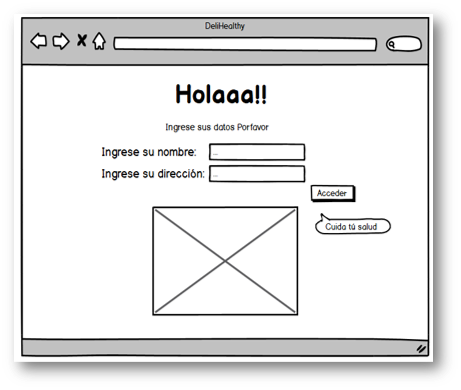 DeliHealthy
Holaaa!!
Ingrese sus datos Porfavor
Ingrese su nombre: ...
Ingrese su dirección: ...
Acceder
Cuida tú salud